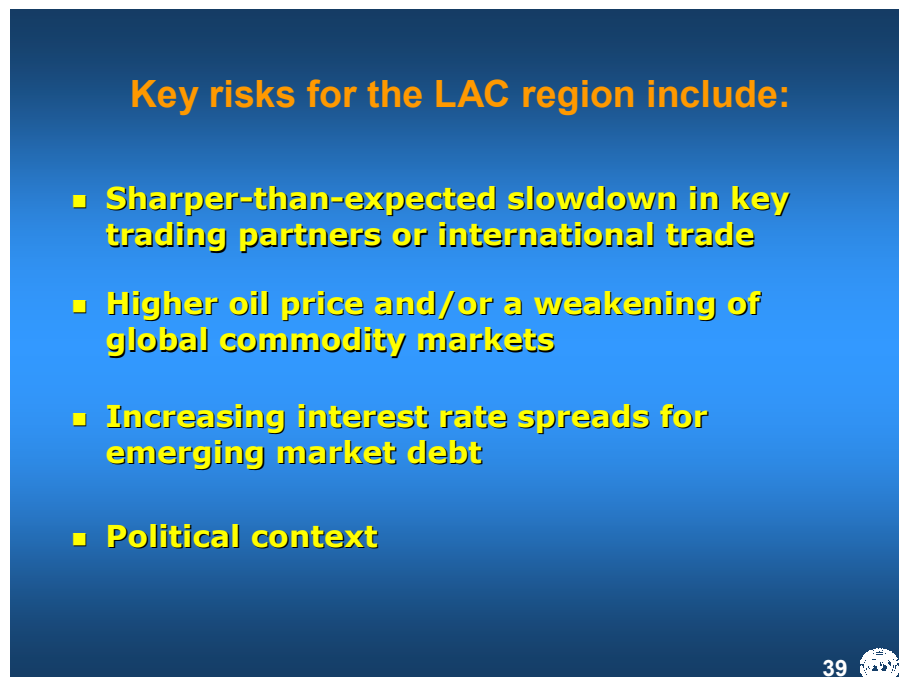 Key risks for the LAC region include:
Sharper-than-expected slowdown in key
trading partners or international trade
Higher oil price and/or a weakening of
global commodity markets
Increasing interest rate spreads for
emerging market debt
Political context
39